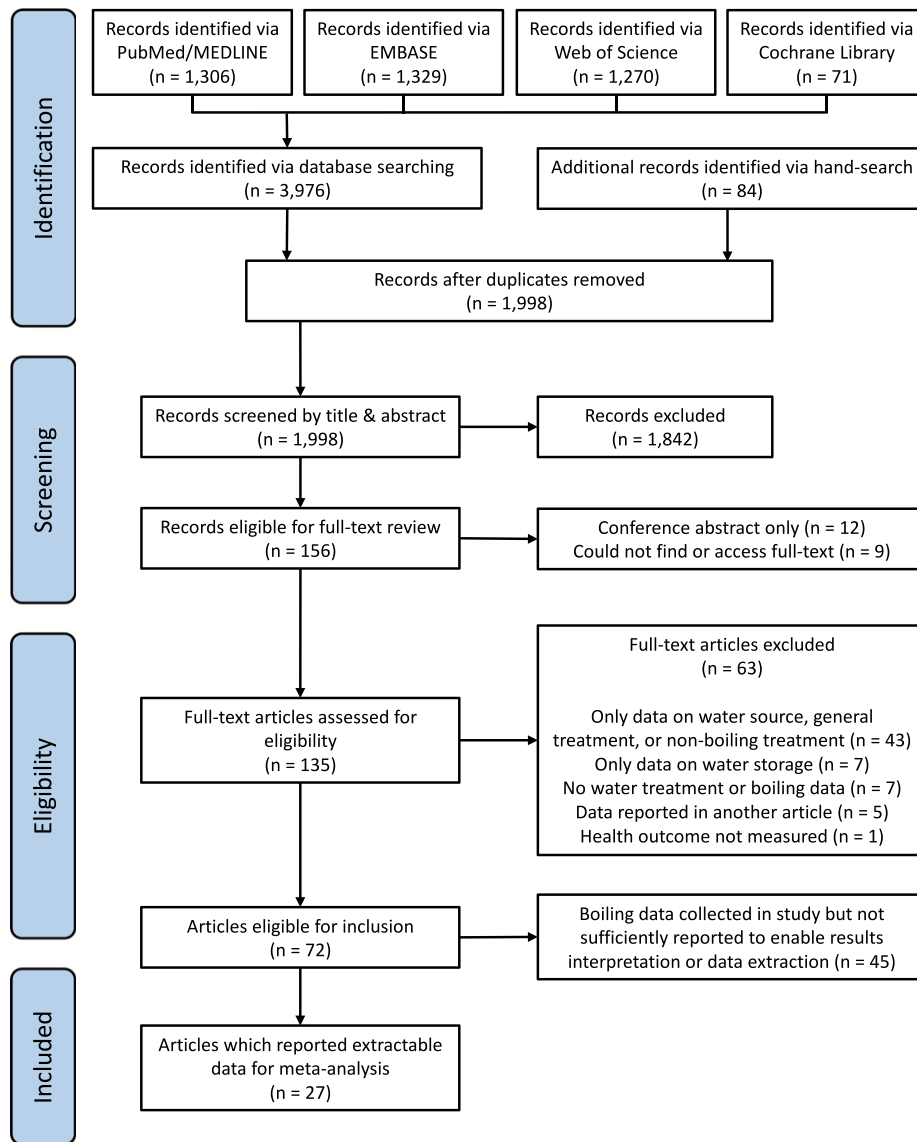 Identification
Records identified via
PubMed/MEDLINE
(n = 1,306)
Records identified via
EMBASE
(n = 1,329)
Records identified via
Web of Science
(n = 1,270)
Records identified via
Cochrane Library
(n = 71)
Records identified via database searching
(n = 3,976)
Additional records identified via hand-search
(n = 84)
Records after duplicates removed
(n = 1,998)
Screening
Records screened by title & abstract
(n = 1,998)
Records excluded
(n = 1,842)
Records eligible for full-text review
(n = 156)
Conference abstract only (n = 12)
Could not find or access full-text (n = 9)
Eligibility
Full-text articles assessed for
eligibility
(n = 135)
Full-text articles excluded
(n = 63)
Only data on water source, general
treatment, or non-boiling treatment (n = 43)
Only data on water storage (n = 7)
No water treatment or boiling data (n = 7)
Data reported in another article (n = 5)
Health outcome not measured (n = 1)
Articles eligible for inclusion
(n = 72)
Boiling data collected in study but not
sufficiently reported to enable results
interpretation or data extraction (n = 45)
Included
Articles which reported extractable
data for meta-analysis
(n = 27)